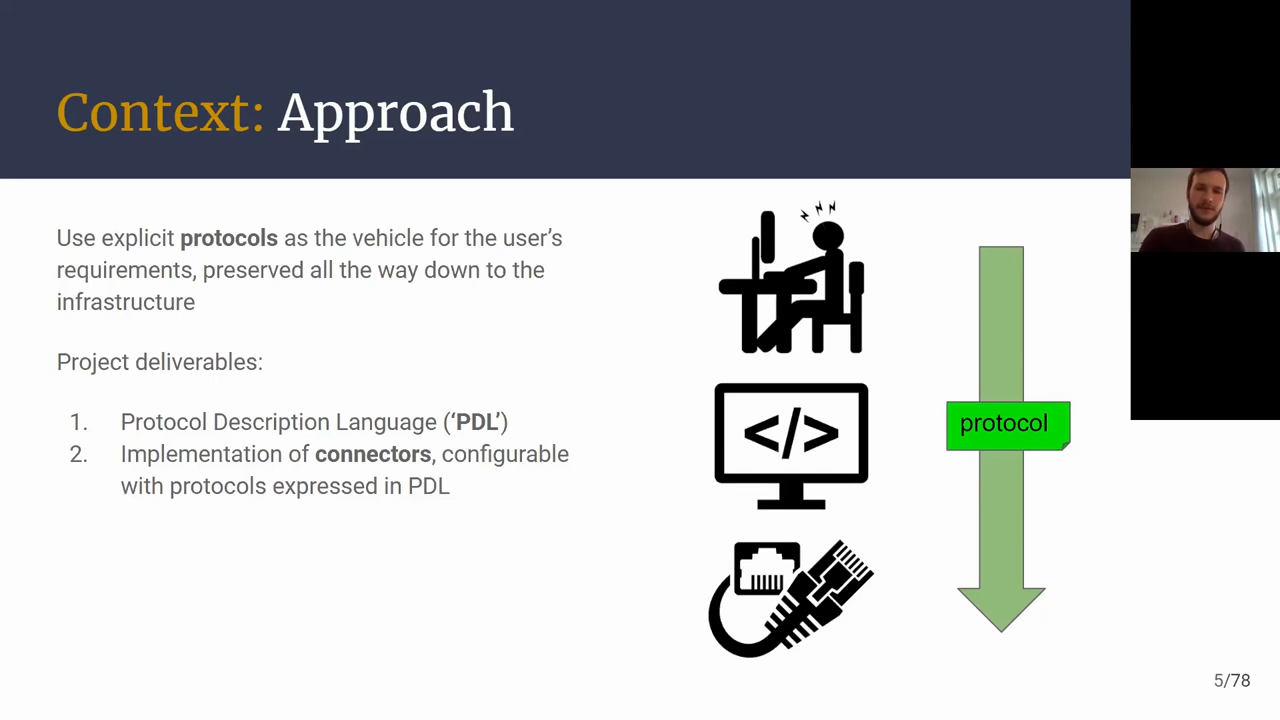 Context: Approach
Use explicit protocols as the vehicle for the user’s
requirements, preserved all the way down to the
infrastructure
Project deliverables:
1. Protocol Description Language (‘PDL’)
2. Implementation of connectors, configurable
with protocols expressed in PDL
</>
protocol
5/78